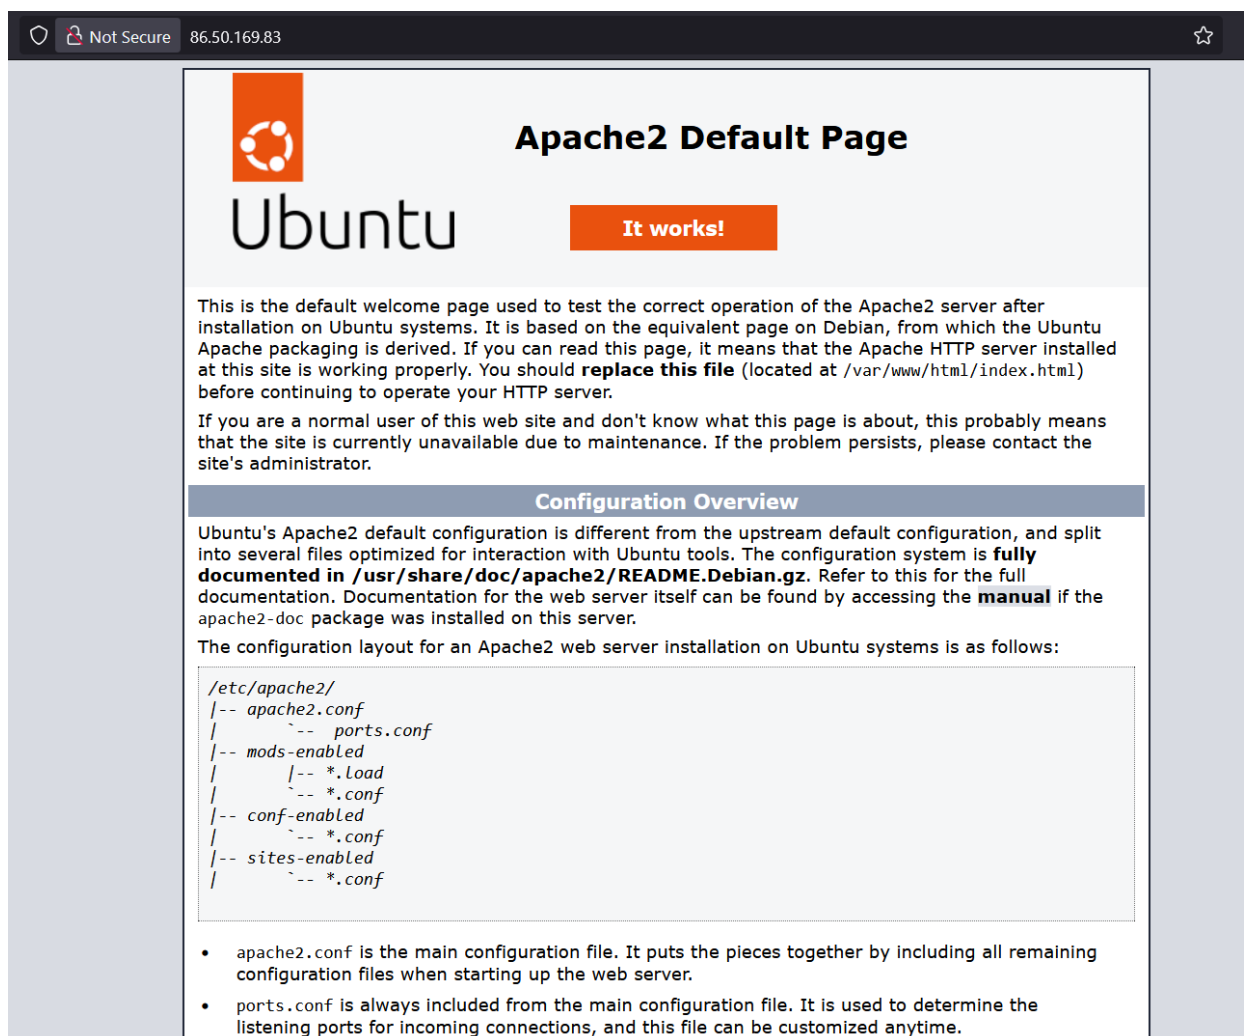 Not Secure 86.50.169.83
Apache2 Default Page
Ubuntu
It works!
This is the default welcome page used to test the correct operation of the Apache2 server after
installation on Ubuntu systems. It is based on the equivalent page on Debian, from which the Ubuntu
Apache packaging is derived. If you can read this page, it means that the Apache HTTP server installed
at this site is working properly. You should replace this file (located at /var/www/html/index.html)
before continuing to operate your HTTP server.
If you are a normal user of this web site and don't know what this page is about, this probably means
that the site is currently unavailable due to maintenance. If the problem persists, please contact the
site's administrator.
Configuration Overview
Ubuntu's Apache2 default configuration is different from the upstream default configuration, and split
into several files optimized for interaction with Ubuntu tools. The configuration system is fully
documented in /usr/share/doc/apache2/README.Debian.gz. Refer to this for the full
documentation. Documentation for the web server itself can be found by accessing the manual if the
apache2-doc package was installed on this server.
The configuration layout for an Apache2 web server installation on Ubuntu systems is as follows:
/etc/apache2/
|-- apache2.conf
|       `--  ports.conf
|-- mods-enabled
|       |-- *.load
|       `-- *.conf
|-- conf-enabled
|       `-- *.conf
|-- sites-enabled
|       `-- *.conf
• apache2.conf is the main configuration file. It puts the pieces together by including all remaining
configuration files when starting up the web server.
• ports.conf is always included from the main configuration file. It is used to determine the
listening ports for incoming connections, and this file can be customized anytime.